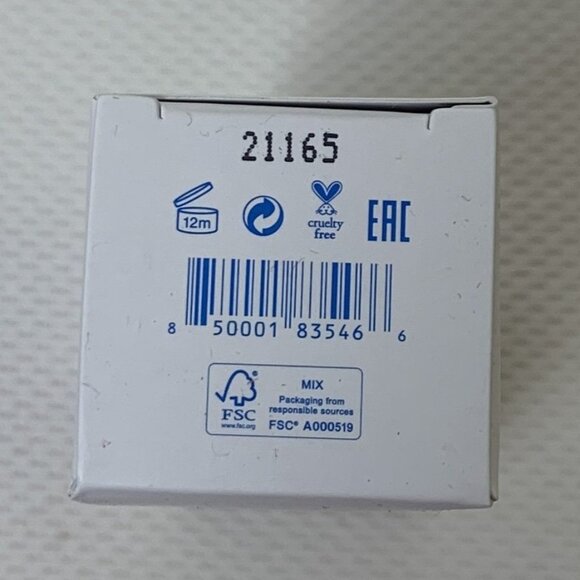 21165
12m
cruelty
free
EAC
8 50001 83546 6
FSC
www.fsc.org
MIX
Packaging from
responsible sources
FSC® A000519